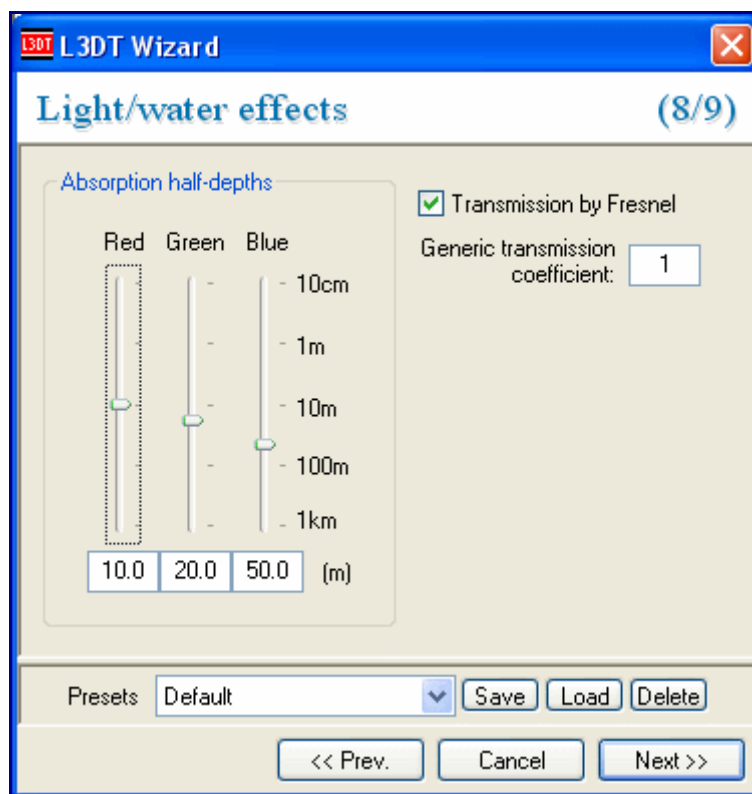 L3DT L3DT Wizard
Light/water effects (8/9)
Absorption half-depths
Red Green Blue
10cm
1m
10m
100m
1km
10.0 20.0 50.0 (m)
Transmission by Fresnel
Generic transmission
coefficient: 1
Presets Default Save Load Delete
<< Prev. Cancel Next >>